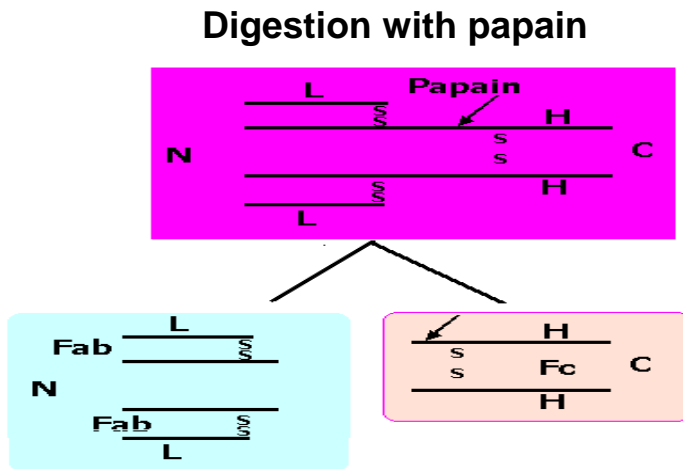 Digestion with papain
L Papain
S
S H
N S C
S
S
S H
L
L H
Fab S S
S S Fc C
N
H
Fab S
S
L